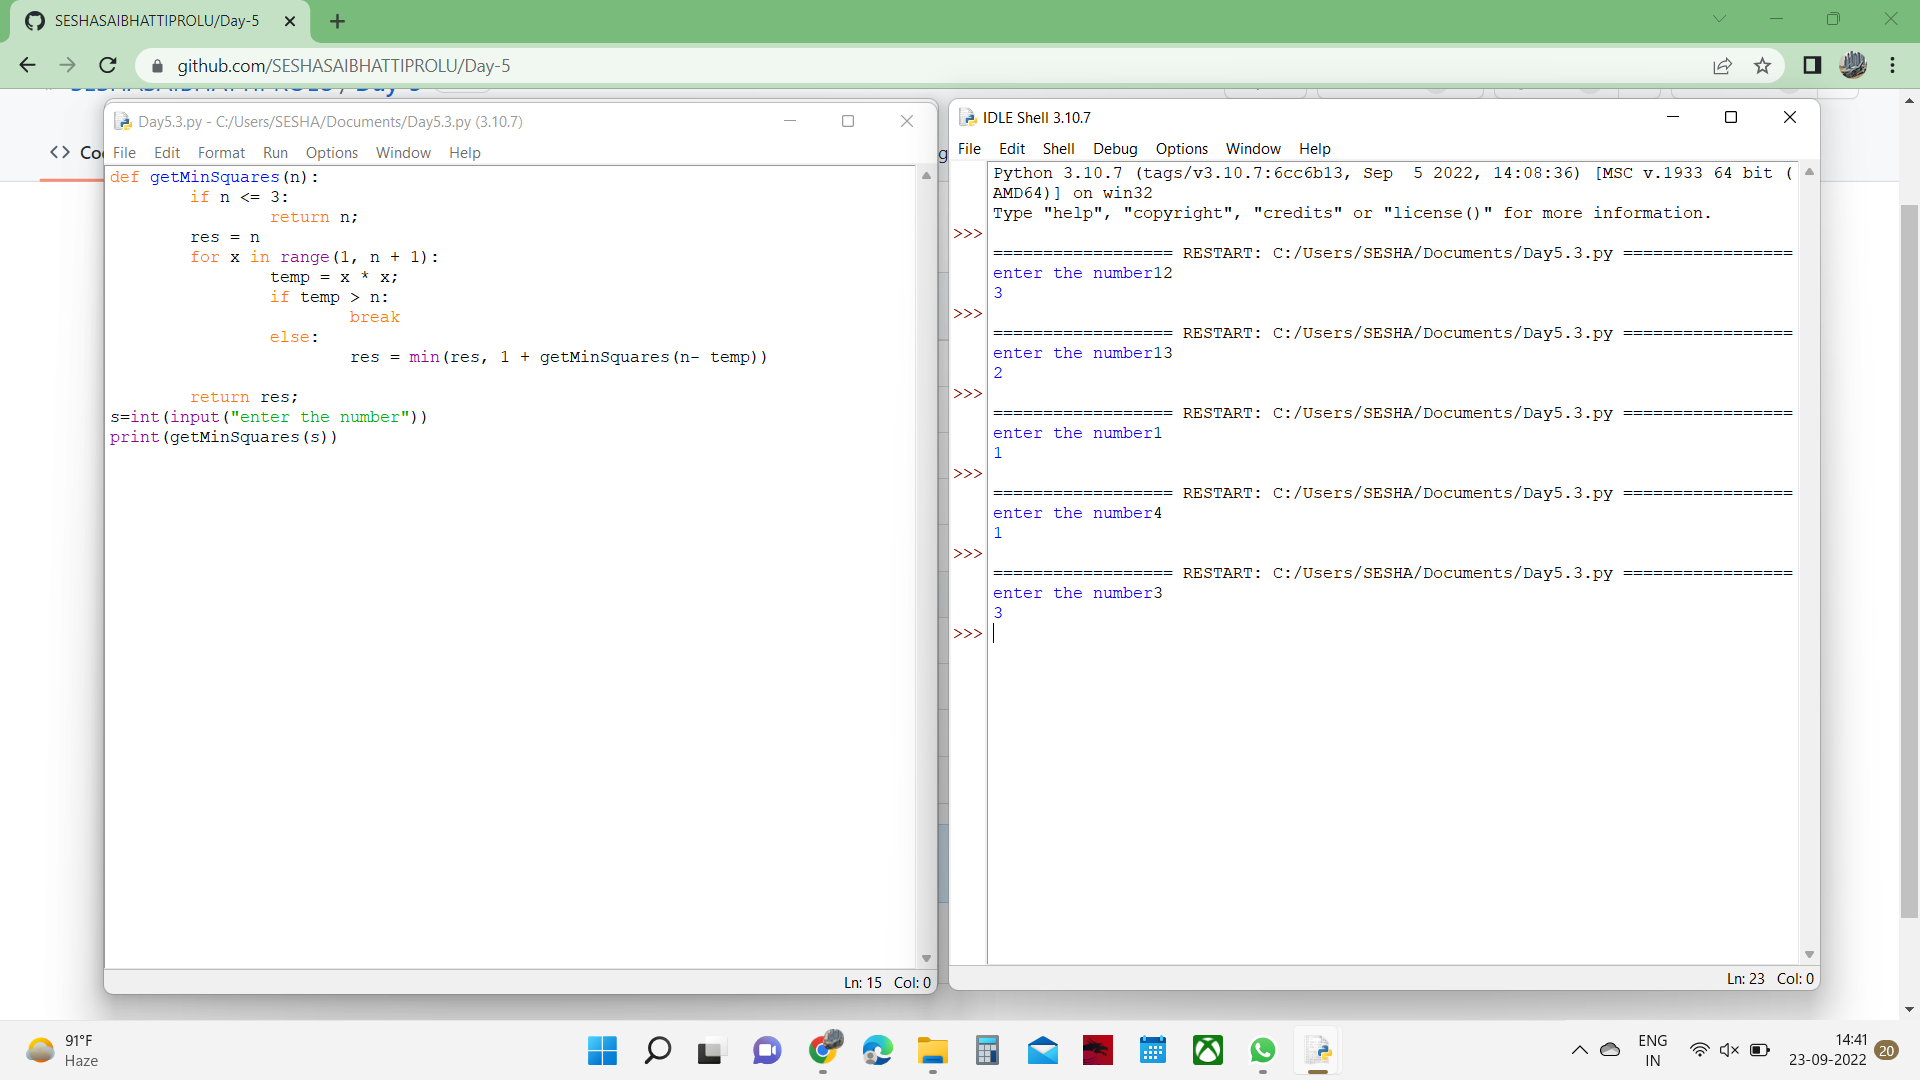 SESHASAIBHATTIPROLU/Day-5
github.com/SESHASAIBHATTIPROLU/Day-5
Day5.3.py - C:/Users/SESHA/Documents/Day5.3.py (3.10.7)
File Edit Format Run Options Window Help
def getMinSquares(n):
        if n <= 3:
                return n;
        res = n
        for x in range(1, n + 1):
                temp = x * x;
                if temp > n:
                        break
                else:
                        res = min(res, 1 + getMinSquares(n- temp))
        return res;
s=int(input("enter the number"))
print(getMinSquares(s))
Ln: 15 Col: 0
IDLE Shell 3.10.7
File Edit Shell Debug Options Window Help
Python 3.10.7 (tags/v3.10.7:6cc6b13, Sep  5 2022, 14:08:36) [MSC v.1933 64 bit (
AMD64)] on win32
Type "help", "copyright", "credits" or "license()" for more information.
>>>
================== RESTART: C:/Users/SESHA/Documents/Day5.3.py =================
enter the number12
3
>>>
================== RESTART: C:/Users/SESHA/Documents/Day5.3.py =================
enter the number13
2
>>>
================== RESTART: C:/Users/SESHA/Documents/Day5.3.py =================
enter the number1
1
>>>
================== RESTART: C:/Users/SESHA/Documents/Day5.3.py =================
enter the number4
1
>>>
================== RESTART: C:/Users/SESHA/Documents/Day5.3.py =================
enter the number3
3
>>>
Ln: 23 Col: 0
91°F
Haze
ENG
IN
14:41
23-09-2022
20